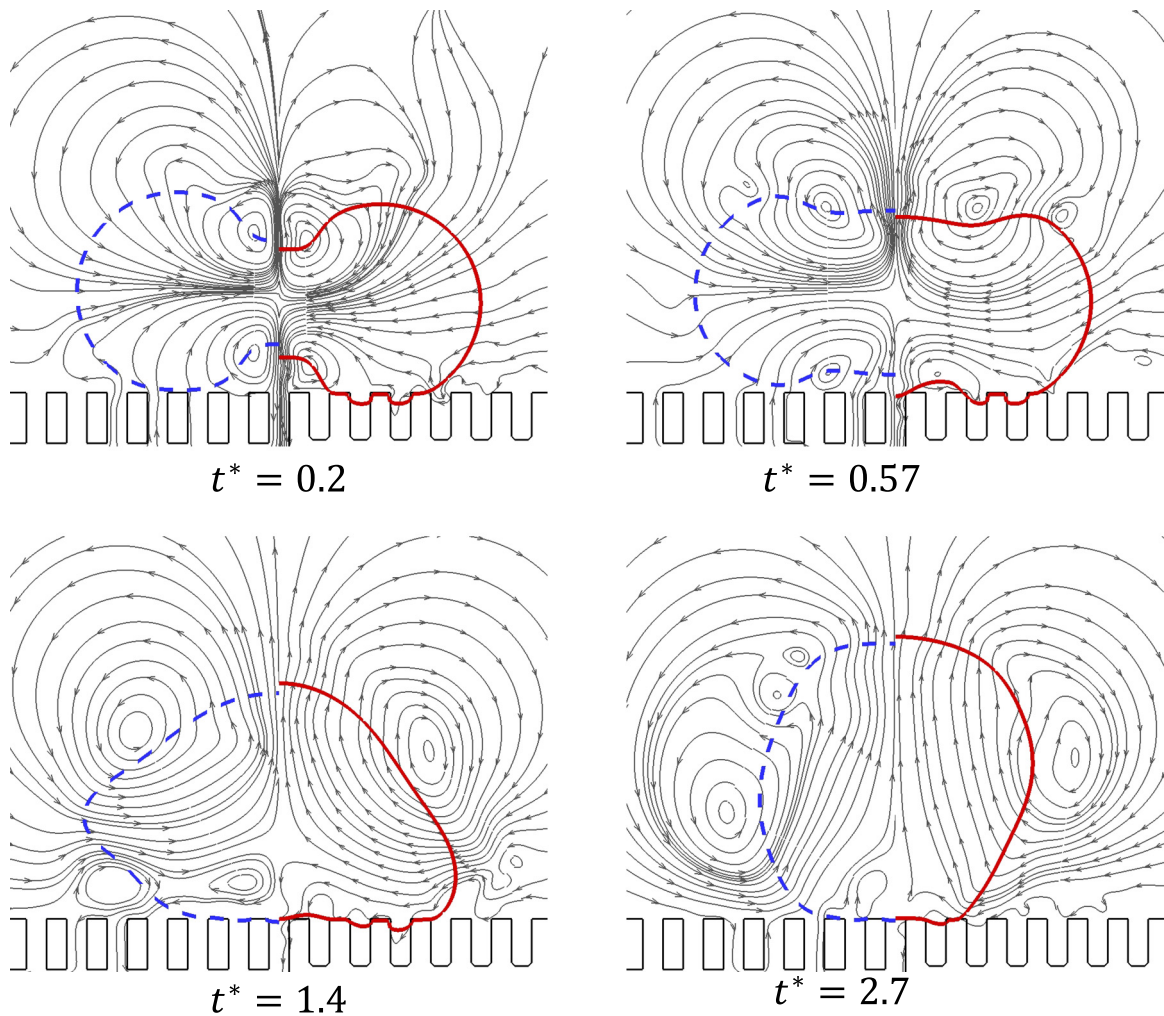 t* = 0.2
t* = 0.57
t* = 1.4
t* = 2.7